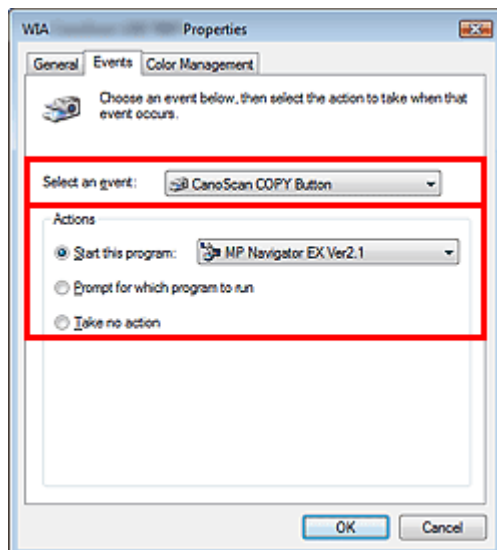 WIA Properties
General Events Color Management
Choose an event below, then select the action to take when that
event occurs.
Select an event: CanoScan COPY Button
Actions
Start this program: MP Navigator EX Ver2.1
Prompt for which program to run
Take no action
OK Cancel